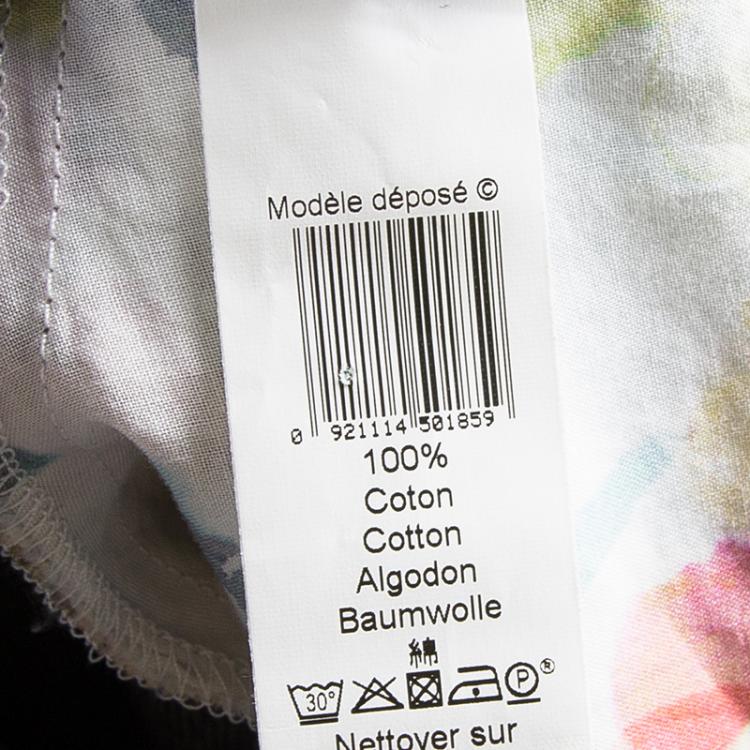 Modèle déposé ©
0 921114 501859
100%
Coton
Cotton
Algodon
Baumwolle
綿
30° P ®
Nettoyer sur